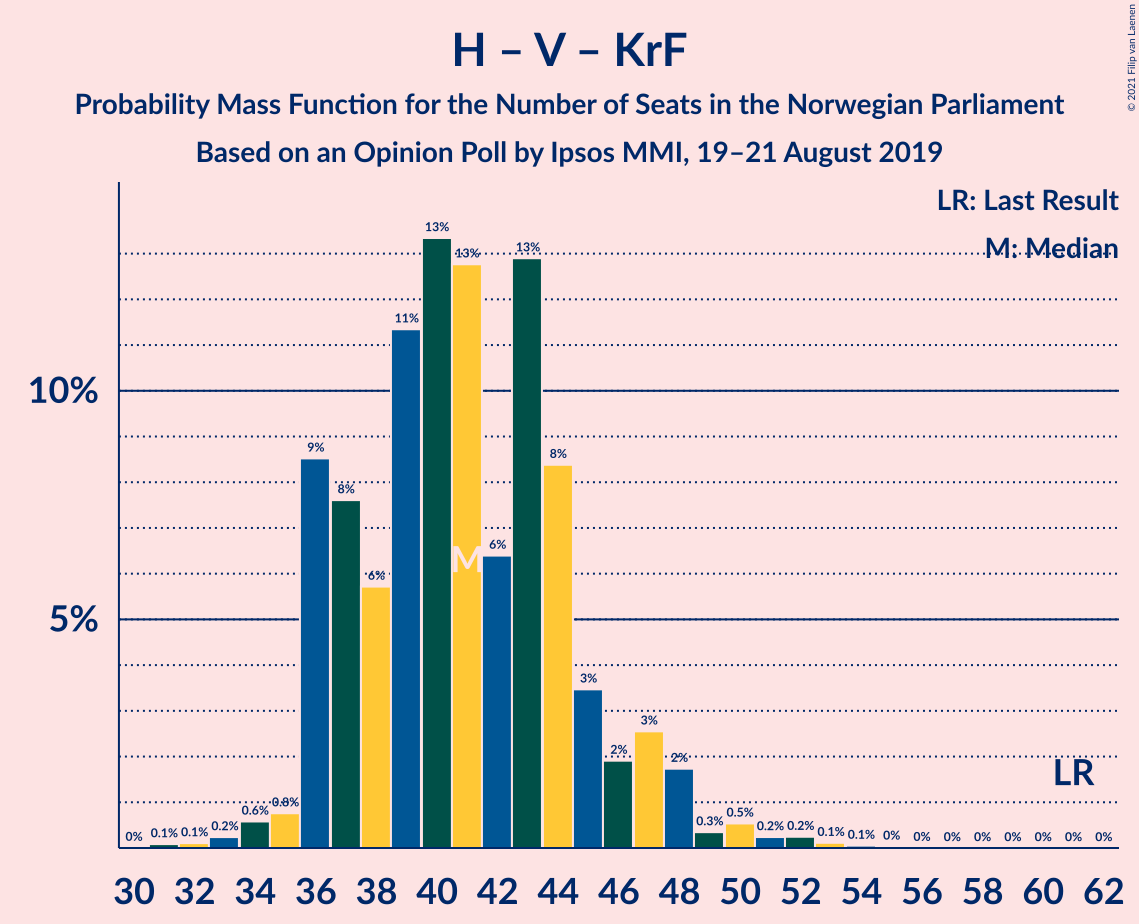 © 2021 Filip van Laenen
H – V – KrF
Probability Mass Function for the Number of Seats in the Norwegian Parliament
Based on an Opinion Poll by Ipsos MMI, 19–21 August 2019
LR: Last Result
M: Median
10%
5%
0% 0.1% 0.1% 0.2% 0.6% 0.8% 9% 8% 6% 11% 13% 13% 6% 13% 8% 3% 2% 3% 2% 0.3% 0.5% 0.2% 0.2% 0.1% 0.1% 0% 0% 0% 0% 0% 0% 0% 0%
M
LR
30 32 34 36 38 40 42 44 46 48 50 52 54 56 58 60 62